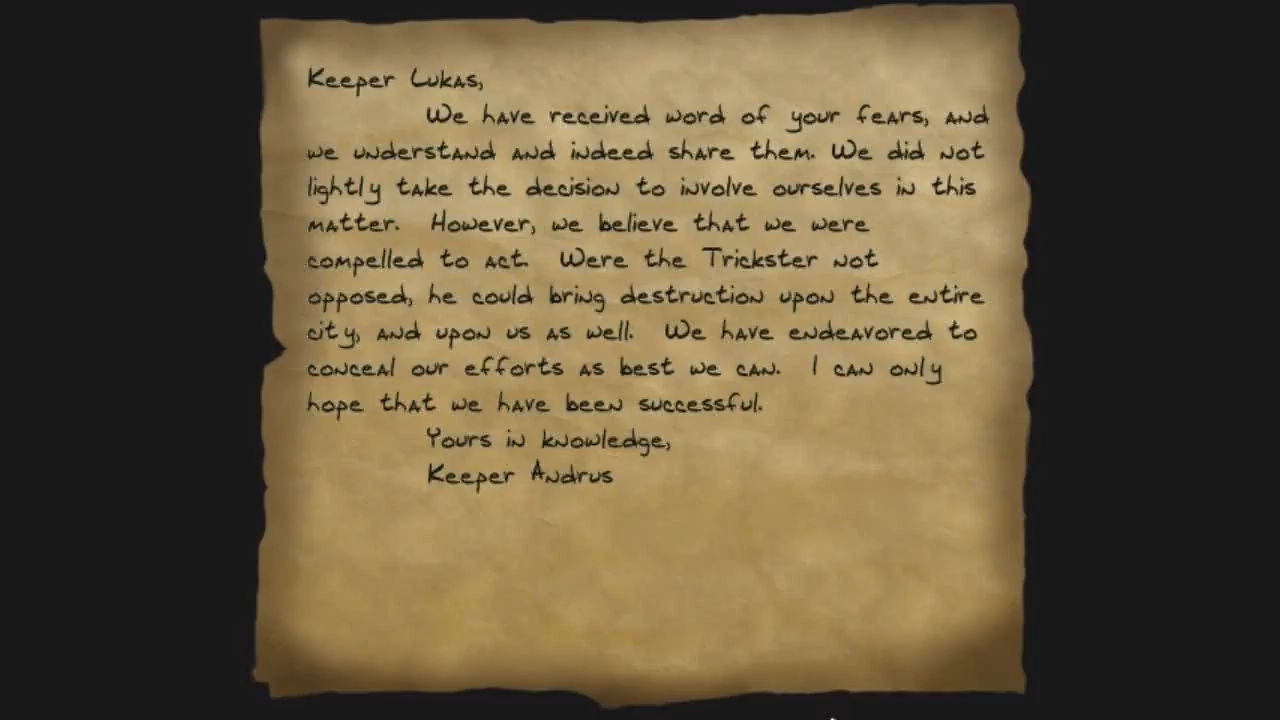 Keeper Lukas,
We have received word of your fears, and
we understand and indeed share them. We did not
lightly take the decision to involve ourselves in this
matter. However, we believe that we were
compelled to act. Were the Trickster not
opposed, he could bring destruction upon the entire
city, and upon us as well. We have endeavored to
conceal our efforts as best we can. I can only
hope that we have been successful.
Yours in knowledge,
Keeper Andrus